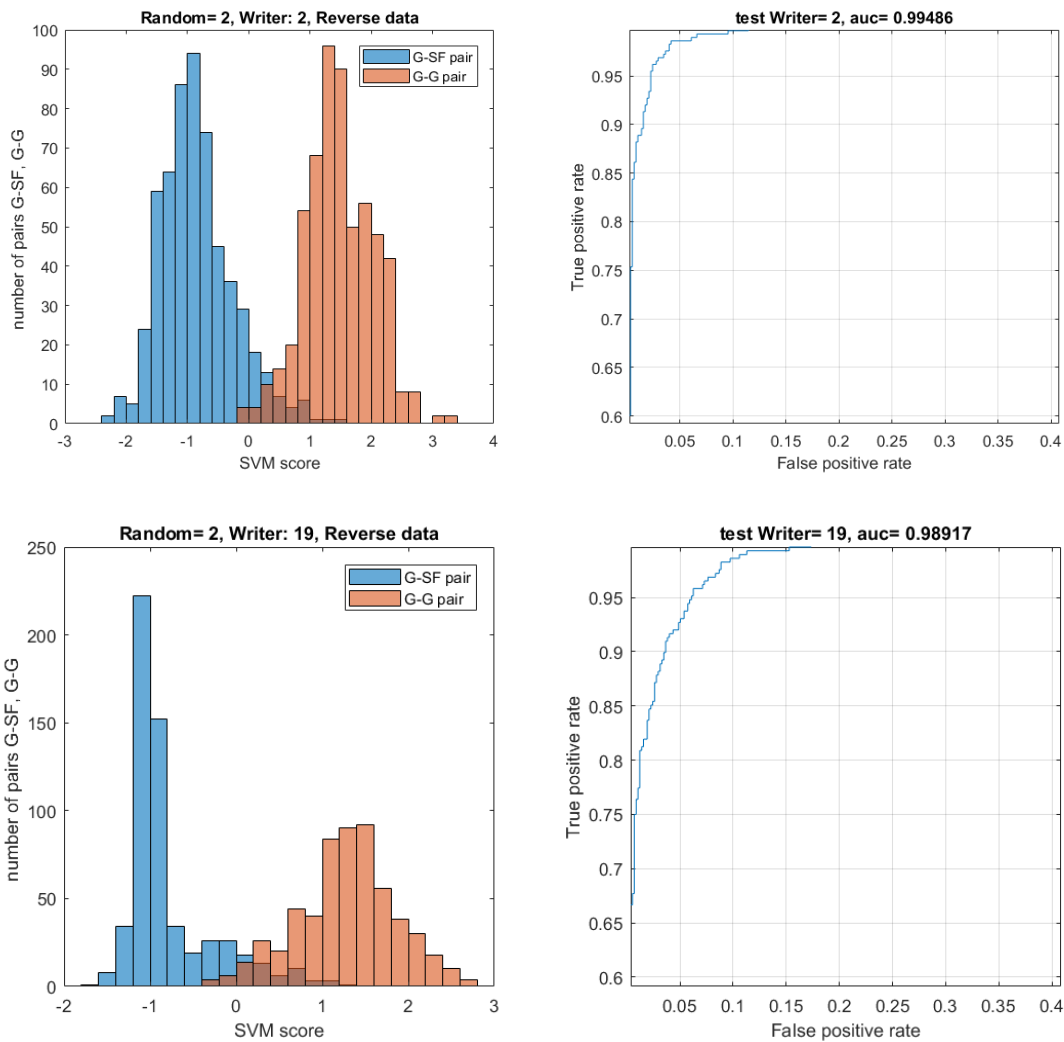 Random= 2, Writer: 2, Reverse data
100
90
80
70
60
50
40
30
20
10
0
number of pairs G-SF, G-G
G-SF pair
G-G pair
-3 -2 -1 0 1 2 3 4
SVM score
test Writer= 2, auc= 0.99486
0.95
0.9
0.85
0.8
0.75
0.7
0.65
0.6
True positive rate
0.05 0.1 0.15 0.2 0.25 0.3 0.35 0.4
False positive rate
Random= 2, Writer: 19, Reverse data
250
200
150
100
50
0
number of pairs G-SF, G-G
G-SF pair
G-G pair
-2 -1 0 1 2 3
SVM score
test Writer= 19, auc= 0.98917
0.95
0.9
0.85
0.8
0.75
0.7
0.65
0.6
True positive rate
0.05 0.1 0.15 0.2 0.25 0.3 0.35 0.4
False positive rate